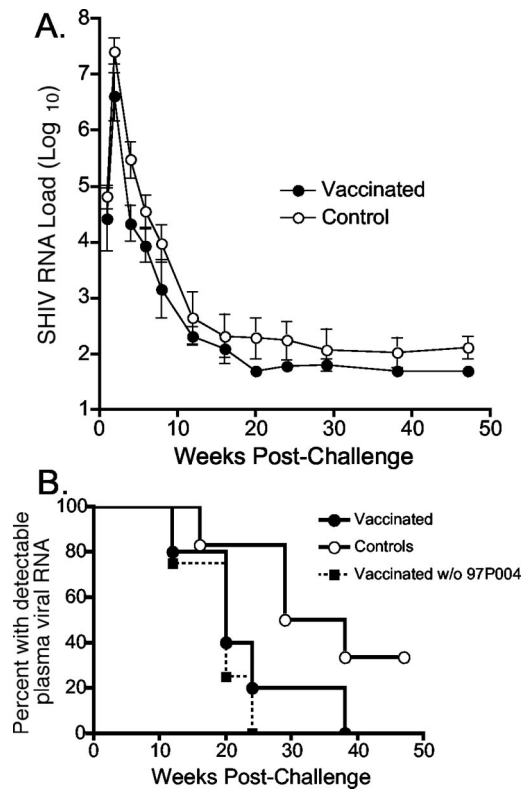 A.
8
7
6
5
4
3
2
1
SHIV RNA Load (Log 10)
Vaccinated
Control
0 10 20 30 40 50
Weeks Post-Challenge
B.
100
80
60
40
20
0
Percent with detectable
plasma viral RNA
Vaccinated
Controls
Vaccinated w/o 97P004
0 10 20 30 40 50
Weeks Post-Challenge